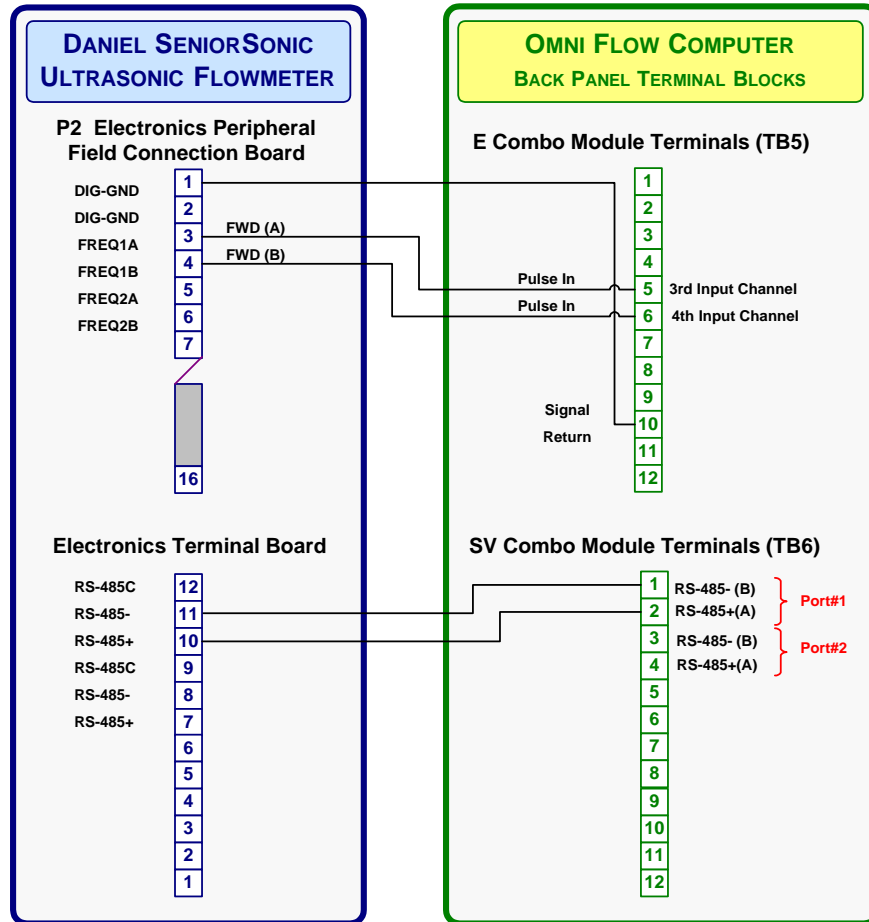 DANIEL SENIORSONIC
ULTRASONIC FLOWMETER
P2 Electronics Peripheral
Field Connection Board
DIG-GND
DIG-GND
FREQ1A
FREQ1B
FREQ2A
FREQ2B
1
2
3
4
5
6
7
16
FWD (A)
FWD (B)
Electronics Terminal Board
RS-485C
RS-485-
RS-485+
RS-485C
RS-485-
RS-485+
12
11
10
9
8
7
6
5
4
3
2
1
OMNI FLOW COMPUTER
BACK PANEL TERMINAL BLOCKS
E Combo Module Terminals (TB5)
Pulse In
Pulse In
Signal
Return
1
2
3
4
5
6
7
8
9
10
11
12
3rd Input Channel
4th Input Channel
SV Combo Module Terminals (TB6)
1
2
3
4
5
6
7
8
9
10
11
12
RS-485- (B)
RS-485+(A)
RS-485- (B)
RS-485+(A)
Port#1
Port#2